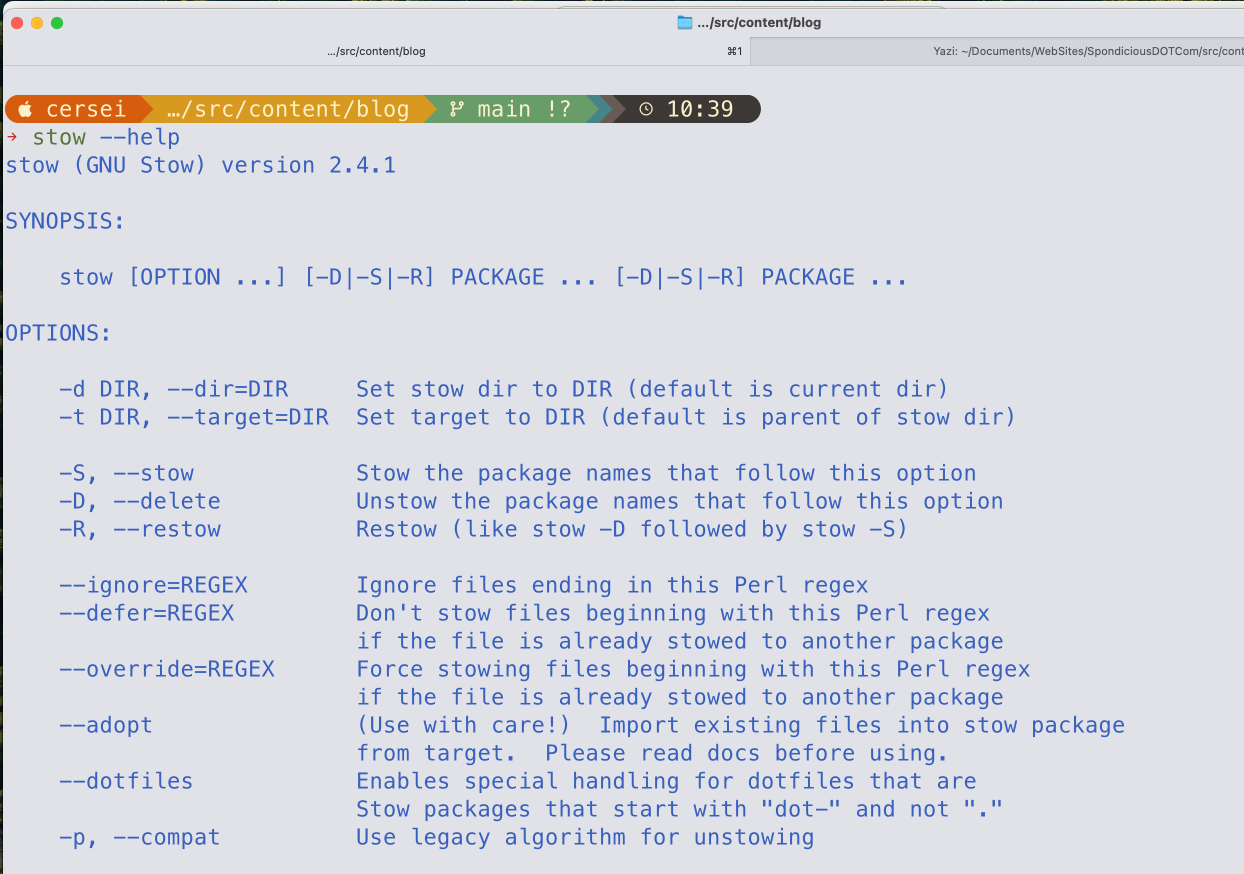 .../src/content/blog
.../src/content/blog ⌘1 Yazi: ~/Documents/WebSites/SpondiciousDOTCom/src/cont
cersei …/src/content/blog main !? 10:39
→ stow --help
stow (GNU Stow) version 2.4.1
SYNOPSIS:
stow [OPTION ...] [-D|-S|-R] PACKAGE ... [-D|-S|-R] PACKAGE ...
OPTIONS:
-d DIR, --dir=DIR Set stow dir to DIR (default is current dir)
-t DIR, --target=DIR Set target to DIR (default is parent of stow dir)
-S, --stow Stow the package names that follow this option
-D, --delete Unstow the package names that follow this option
-R, --restow Restow (like stow -D followed by stow -S)
--ignore=REGEX Ignore files ending in this Perl regex
--defer=REGEX Don't stow files beginning with this Perl regex
if the file is already stowed to another package
--override=REGEX Force stowing files beginning with this Perl regex
if the file is already stowed to another package
--adopt (Use with care!) Import existing files into stow package
from target. Please read docs before using.
--dotfiles Enables special handling for dotfiles that are
Stow packages that start with "dot-" and not "."
-p, --compat Use legacy algorithm for unstowing